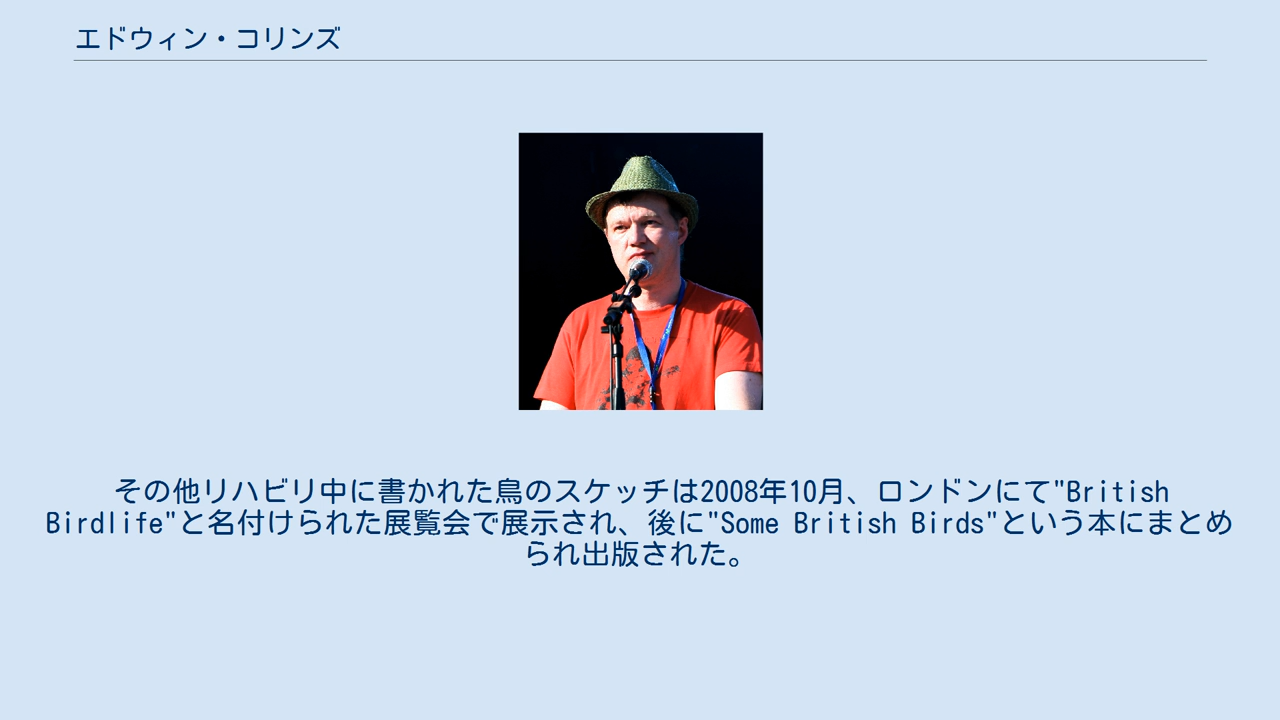 エドウィン・コリンズ
その他リハビリ中に書かれた鳥のスケッチは2008年10月、ロンドンにて"British
Birdlife"と名付けられた展覧会で展示され、後に"Some British Birds"という本にまとめ
られ出版された。